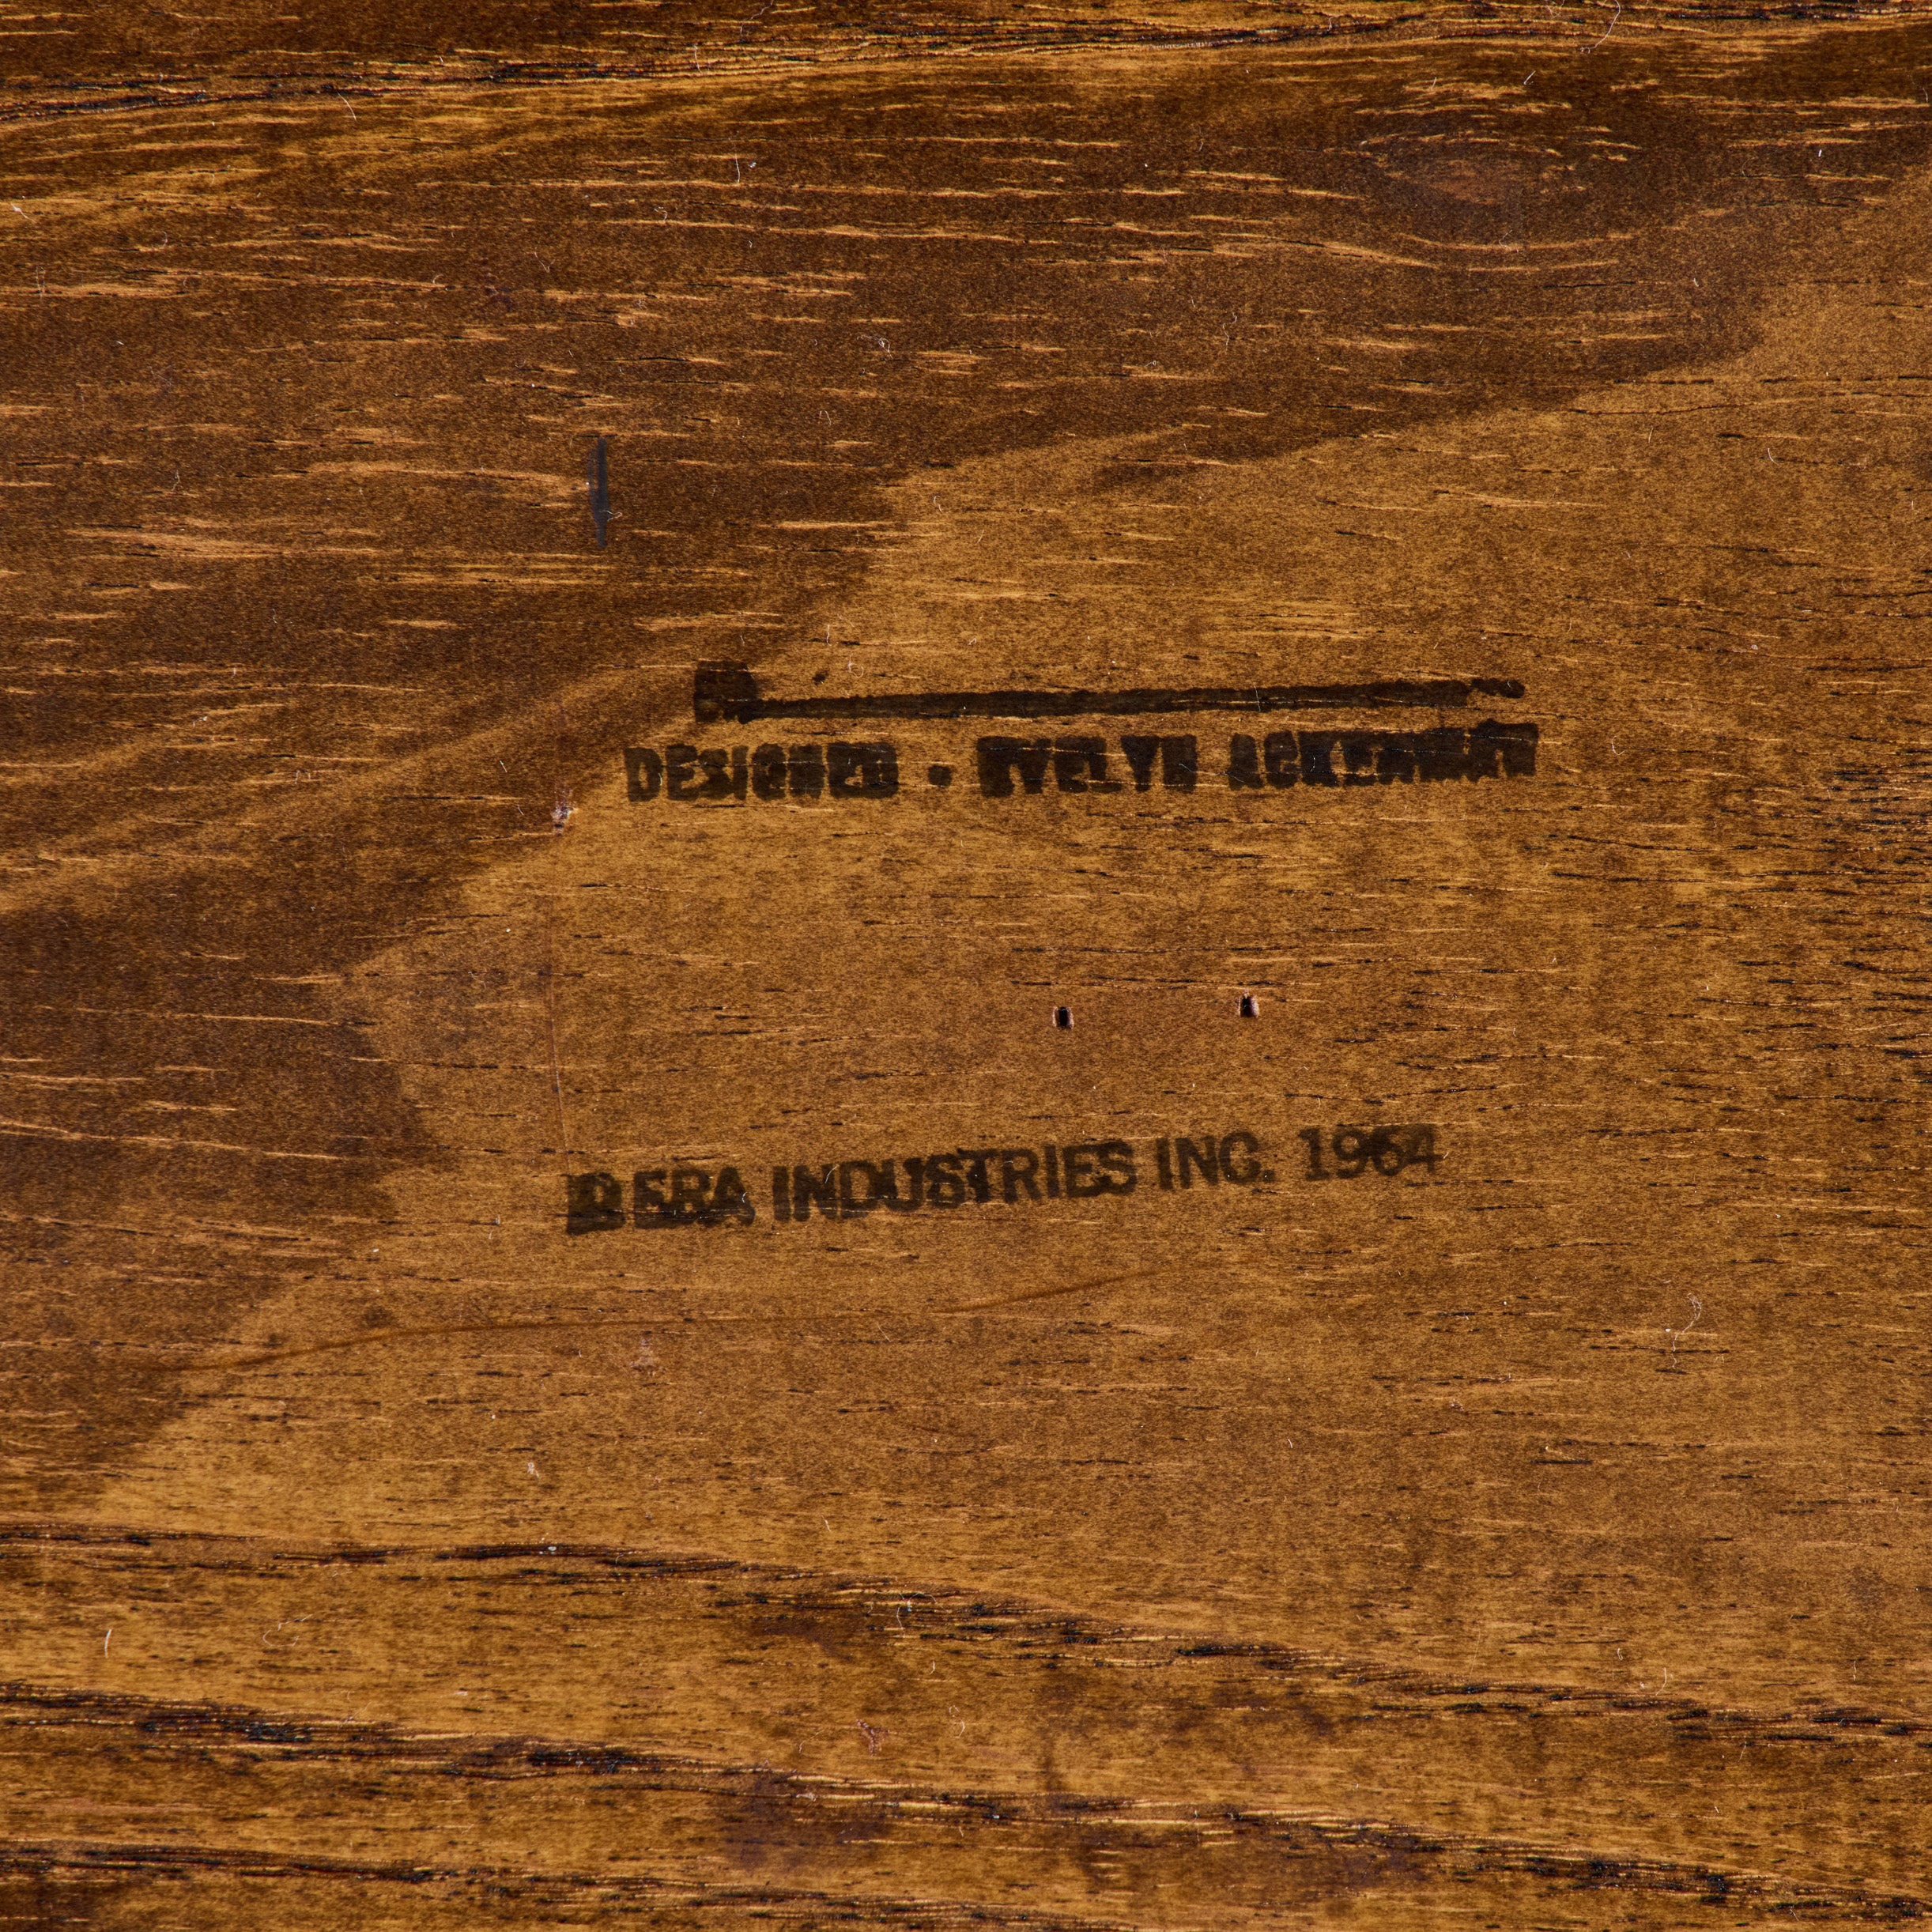 DESIGNED · EVELYN ACKERMAN
ERA INDUSTRIES INC. 1964